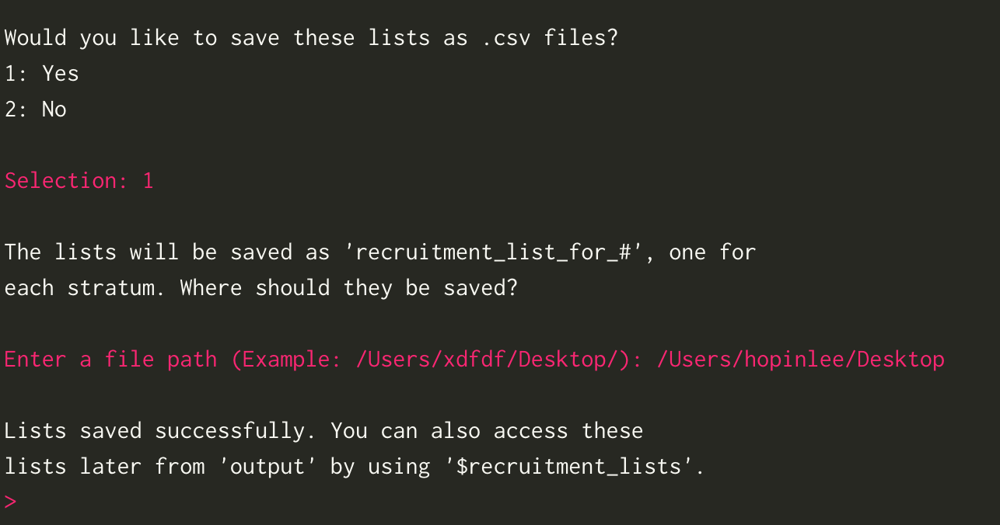 Would you like to save these lists as .csv files?
1: Yes
2: No
Selection: 1
The lists will be saved as 'recruitment_list_for_#', one for
each stratum. Where should they be saved?
Enter a file path (Example: /Users/xdfdf/Desktop/): /Users/hopinlee/Desktop
Lists saved successfully. You can also access these
lists later from 'output' by using '$recruitment_lists'.
>